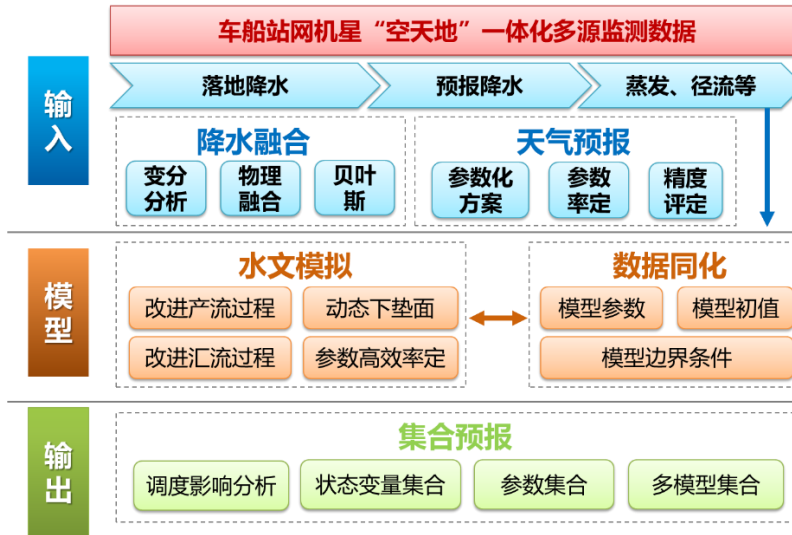 车船站网机星“空天地”一体化多源监测数据
输入
落地降水
预报降水
蒸发、径流等
降水融合
变分
分析
物理
融合
贝叶
斯
天气预报
参数化
方案
参数
率定
精度
评定
模型
水文模拟
改进产流过程
动态下垫面
改进汇流过程
参数高效率定
数据同化
模型参数
模型初值
模型边界条件
输出
集合预报
调度影响分析
状态变量集合
参数集合
多模型集合